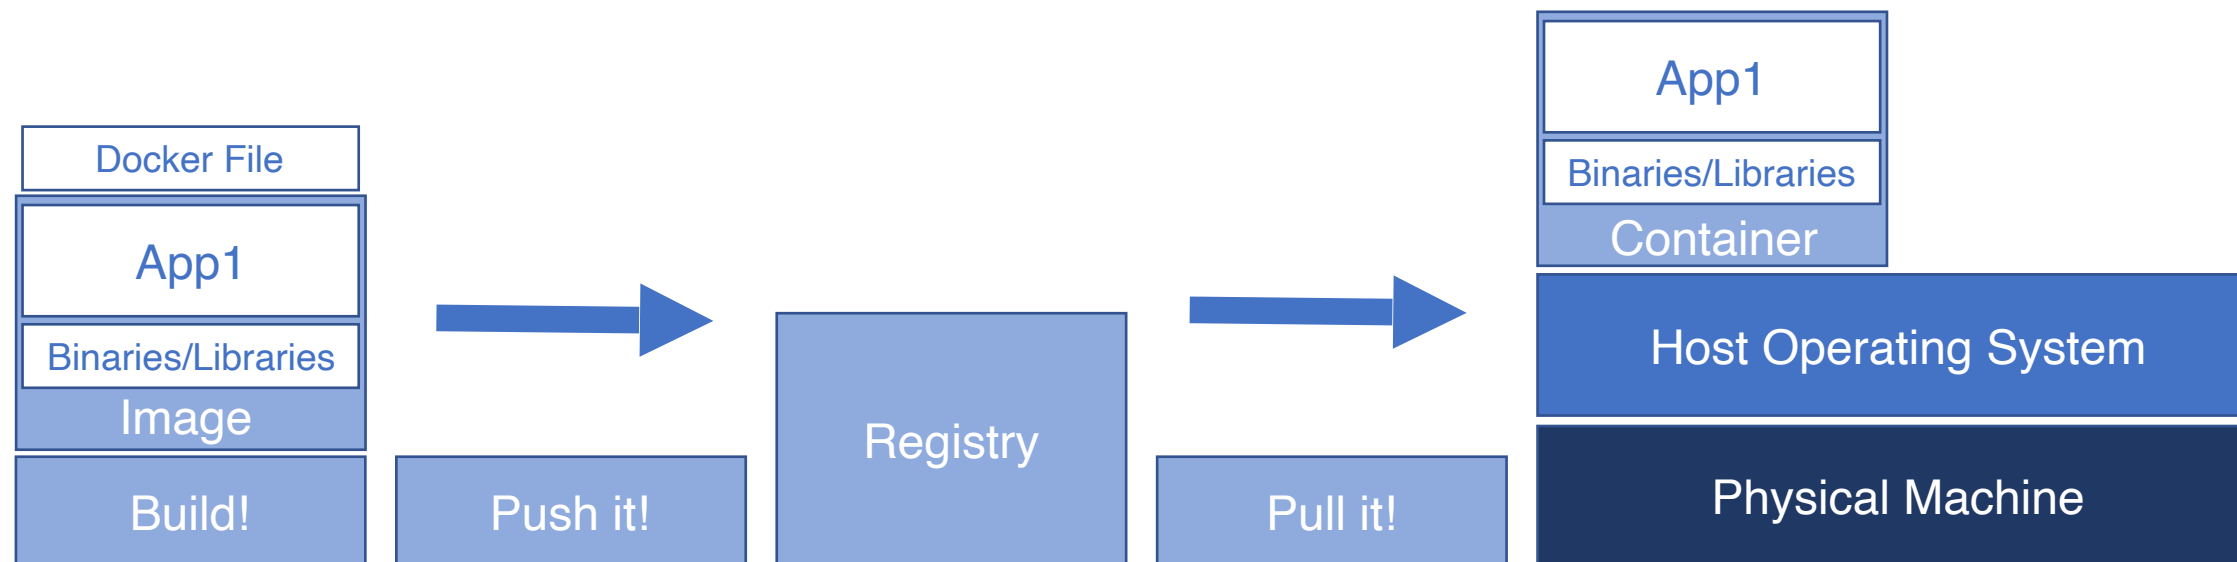 Docker File
App1
Binaries/Libraries
Image
Build!
Push it!
Registry
Pull it!
App1
Binaries/Libraries
Container
Host Operating System
Physical Machine